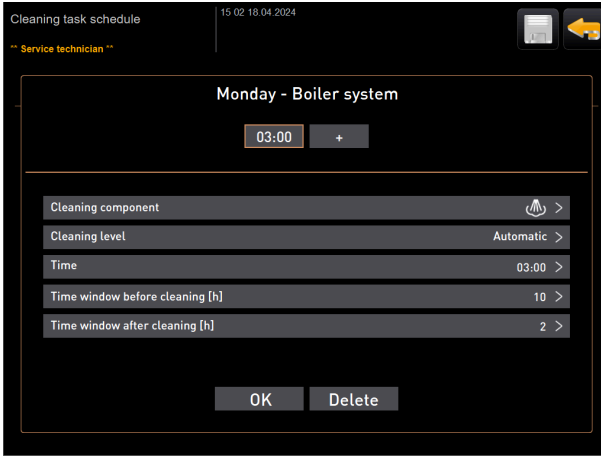 Cleaning task schedule
15 02 18.04.2024
** Service technician **
Monday - Boiler system
03:00 +
Cleaning component >
Cleaning level Automatic >
Time 03:00 >
Time window before cleaning [h] 10 >
Time window after cleaning [h] 2 >
OK Delete